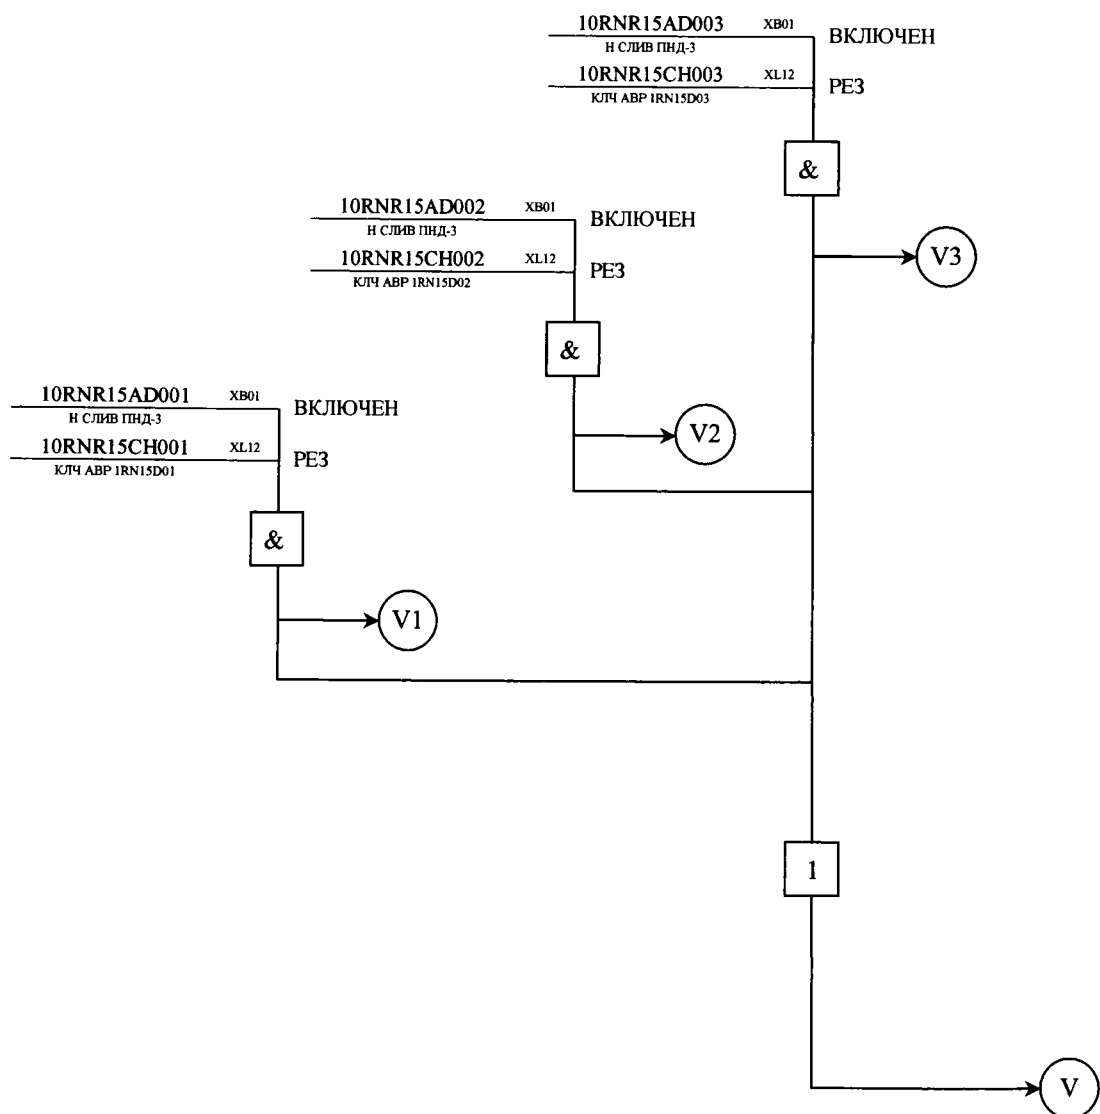 10RNR15AD003 XB01 ВКЛЮЧЕН
Н СЛИВ ПНД-3
10RNR15CH003 XL12 РЕЗ
КЛЧ АВР 1RN15D03
&
10RNR15AD002 XB01 ВКЛЮЧЕН
Н СЛИВ ПНД-3
V3
10RNR15CH002 XL12 РЕЗ
КЛЧ АВР 1RN15D02
&
10RNR15AD001 XB01 ВКЛЮЧЕН
Н СЛИВ ПНД-3
V2
10RNR15CH001 XL12 РЕЗ
КЛЧ АВР 1RN15D01
&
V1
1
V